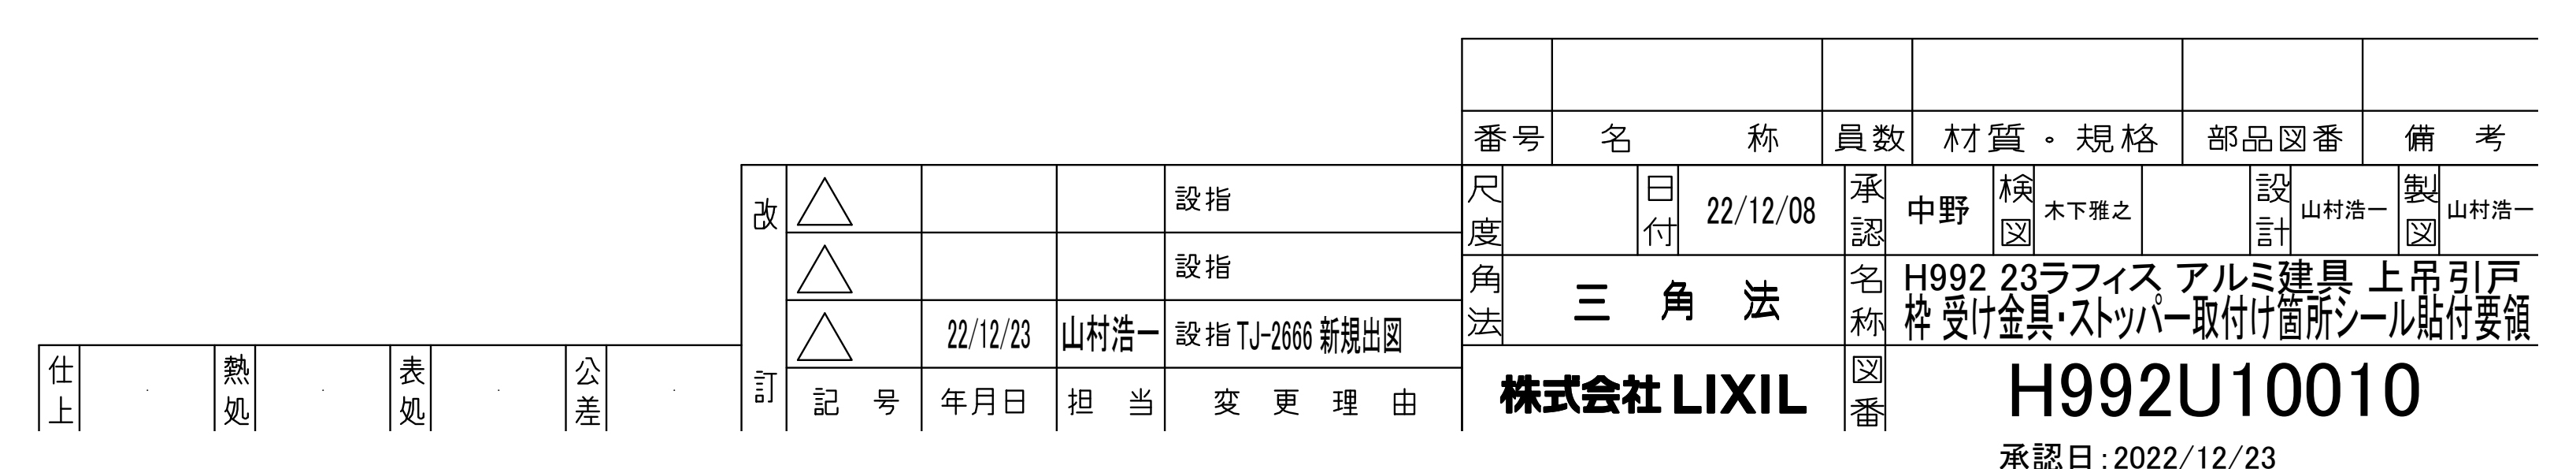 番号 名称 員数 材質・規格 部品図番 備考
尺度 日付 22/12/08 承認 中野 検図 木下雅之 設計 山村浩一 製図 山村浩一
角法 三角法 名称 H992 23ラフィス アルミ建具 上吊引戸
枠 受け金具・ストッパー取付け箇所シール貼付要領
株式会社 LIXIL 図番 H992U10010
承認日:2022/12/23
改訂
△ 設指
△ 設指
△ 22/12/23 山村浩一 設指 TJ-2666 新規出図
記号 年月日 担当 変更理由
仕上 ・ 熱処 ・ 表処 ・ 公差 ・